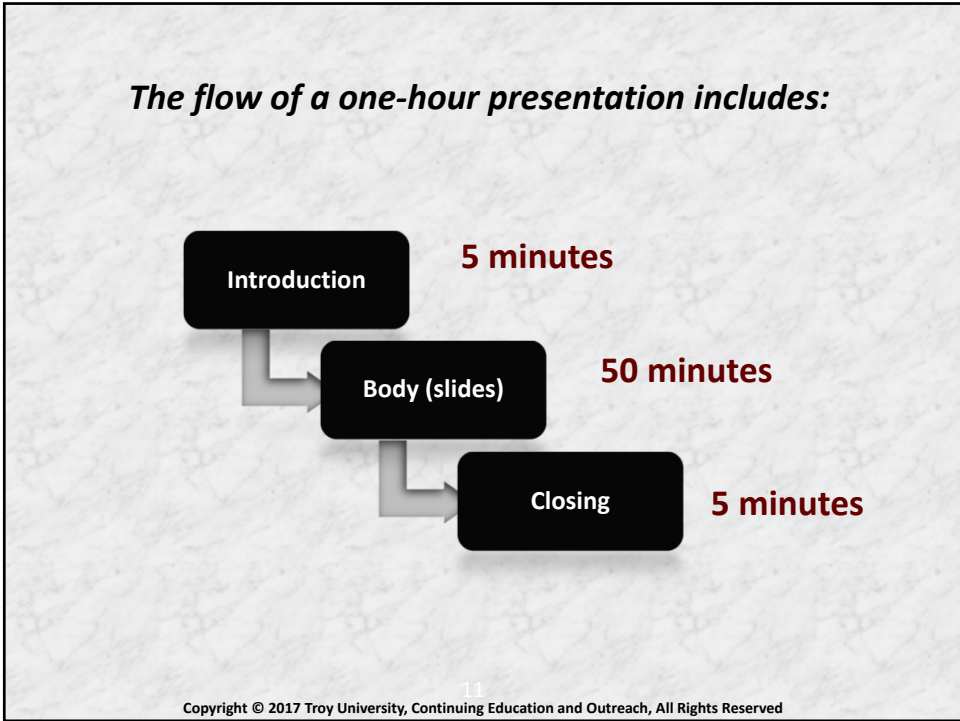 The flow of a one-hour presentation includes:
Introduction
5 minutes
Body (slides)
50 minutes
Closing
5 minutes
11
Copyright © 2017 Troy University, Continuing Education and Outreach, All Rights Reserved